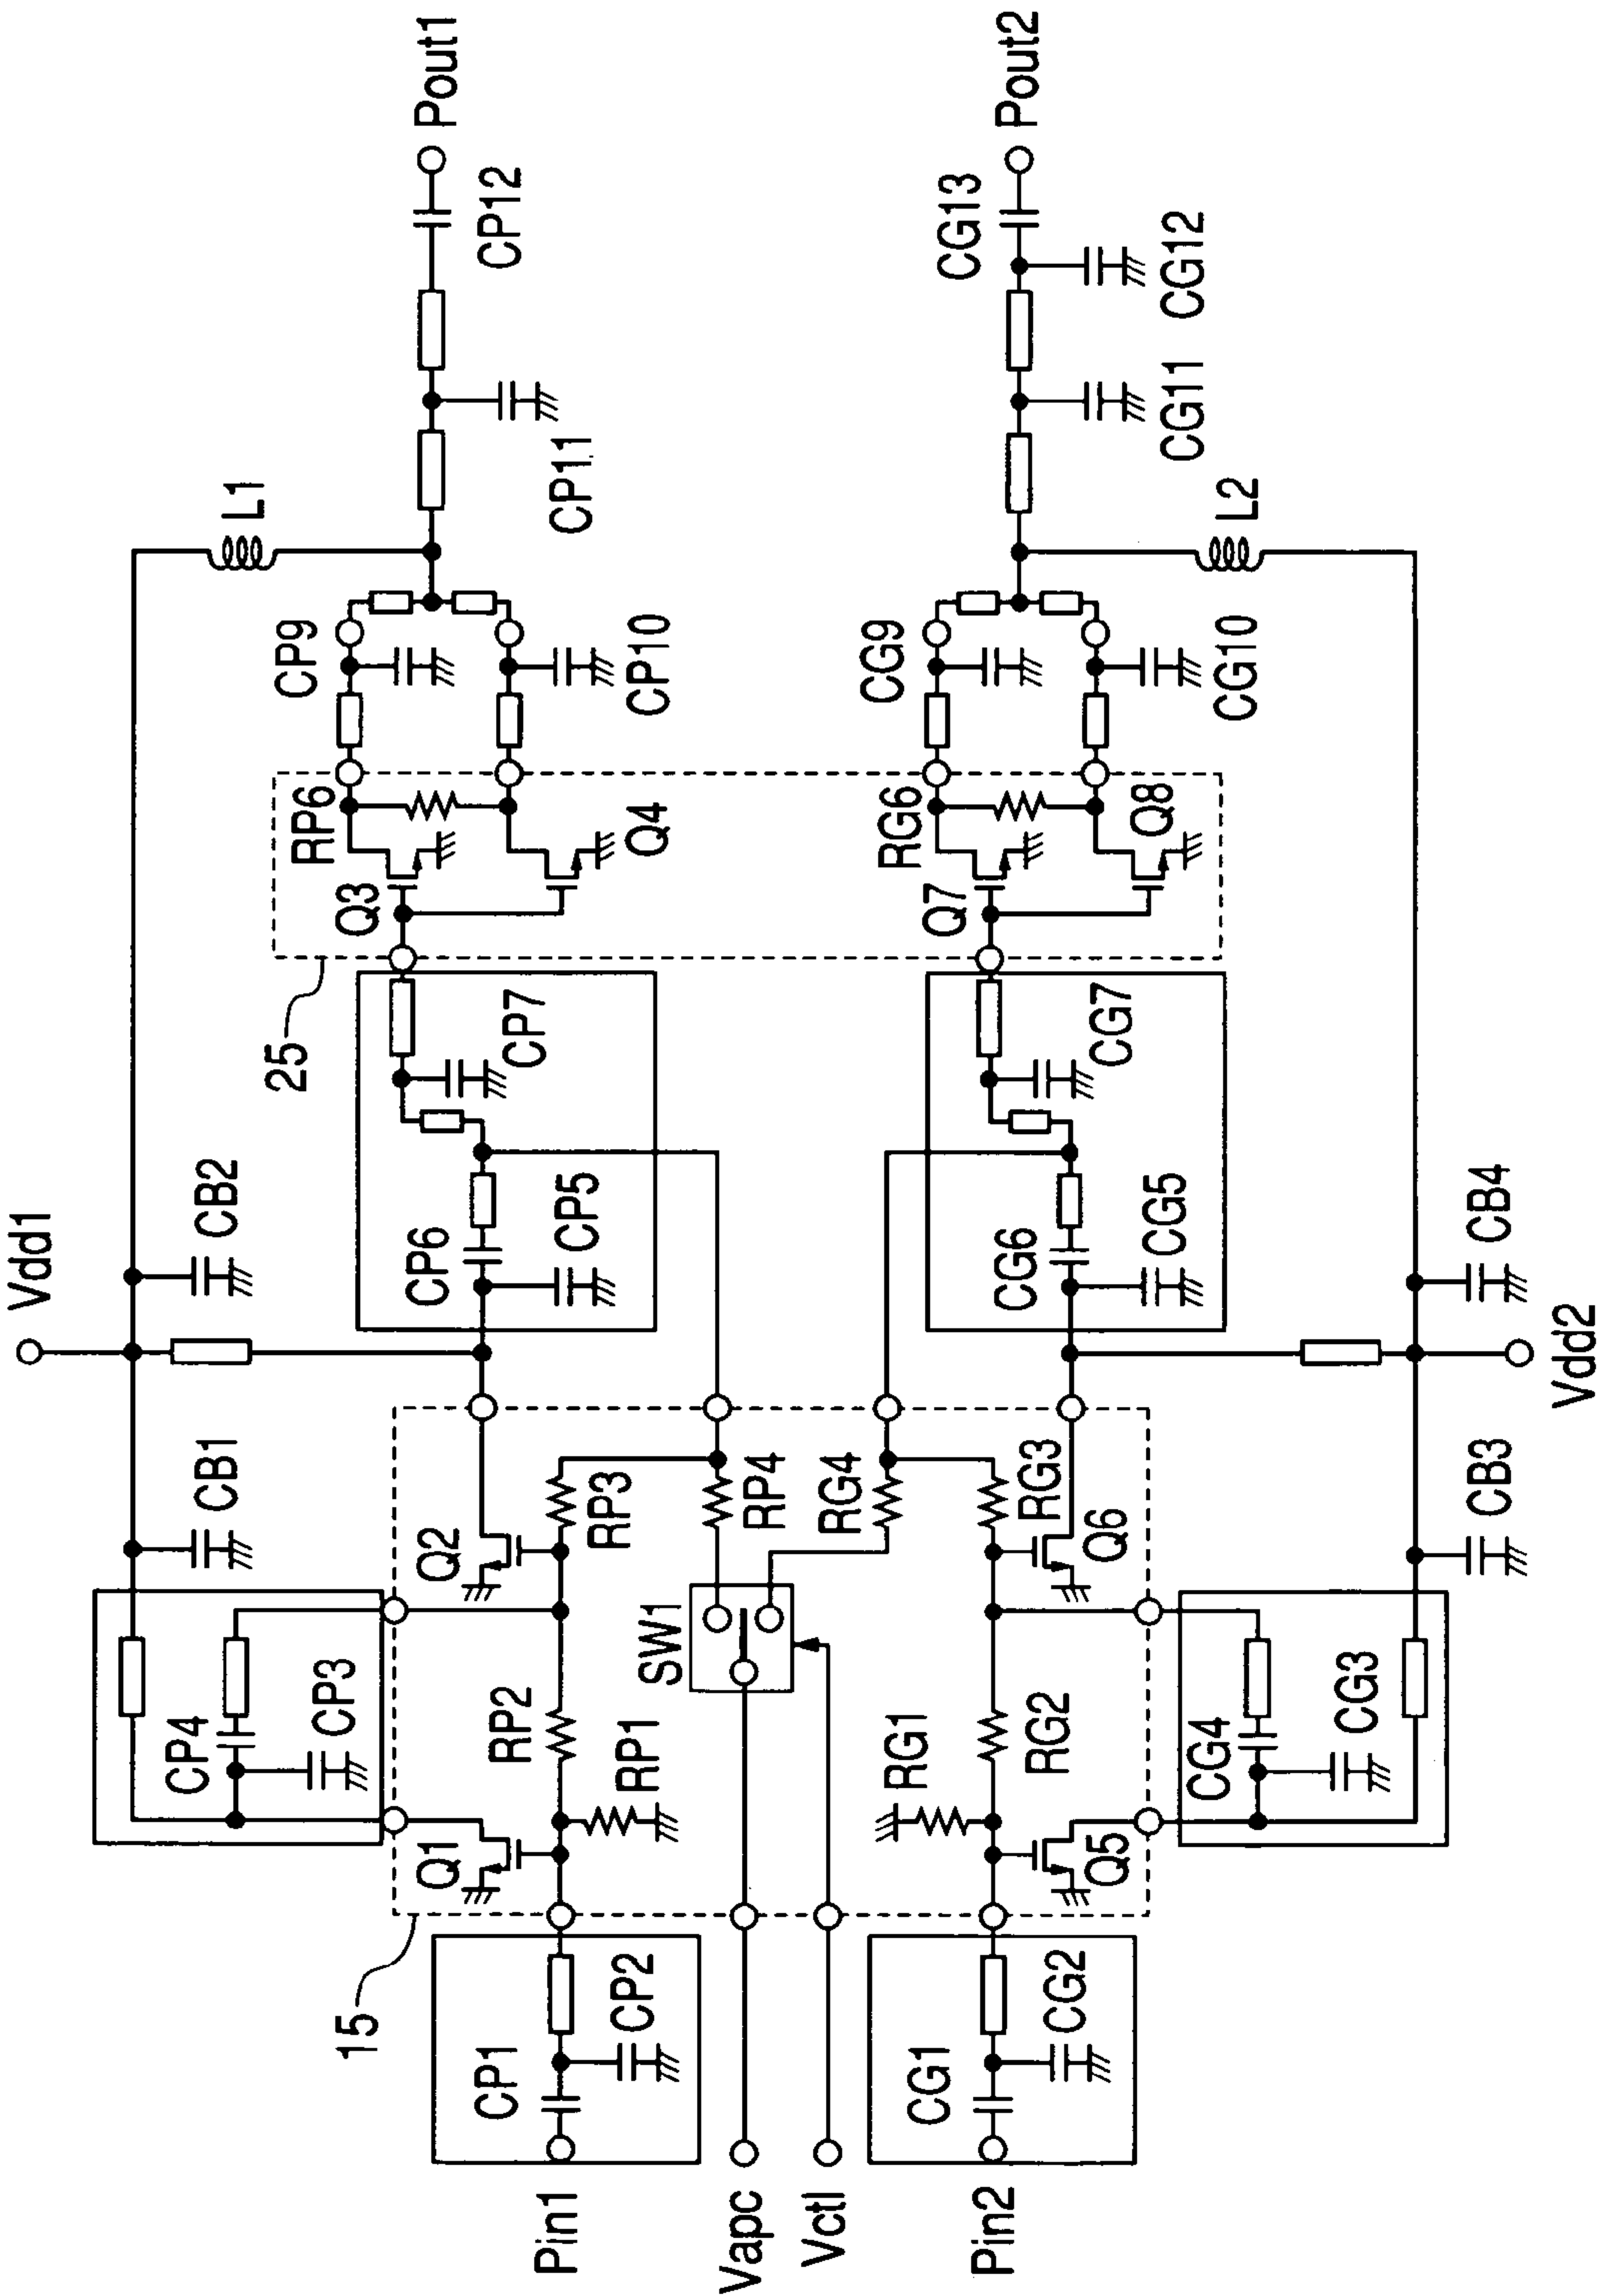 Vdd1
CB1
CB2
L1
CP4
CP3
15
Q1
Q2
RP2
RP3
RP1
CP1
CP2
Pin1
CP6
CP5
CP7
25
Q3
RP6
Q4
CP9
CP10
CP11
CP12
Pout1
SW1
RP4
RG4
Vapc
Vctl
Pin2
CG1
CG2
RG1
RG2
RG3
Q5
Q6
CG4
CG3
CG6
CG5
CG7
Q7
RG6
Q8
CG9
CG10
CG11
CG12
CG13
Pout2
L2
CB3
CB4
Vdd2